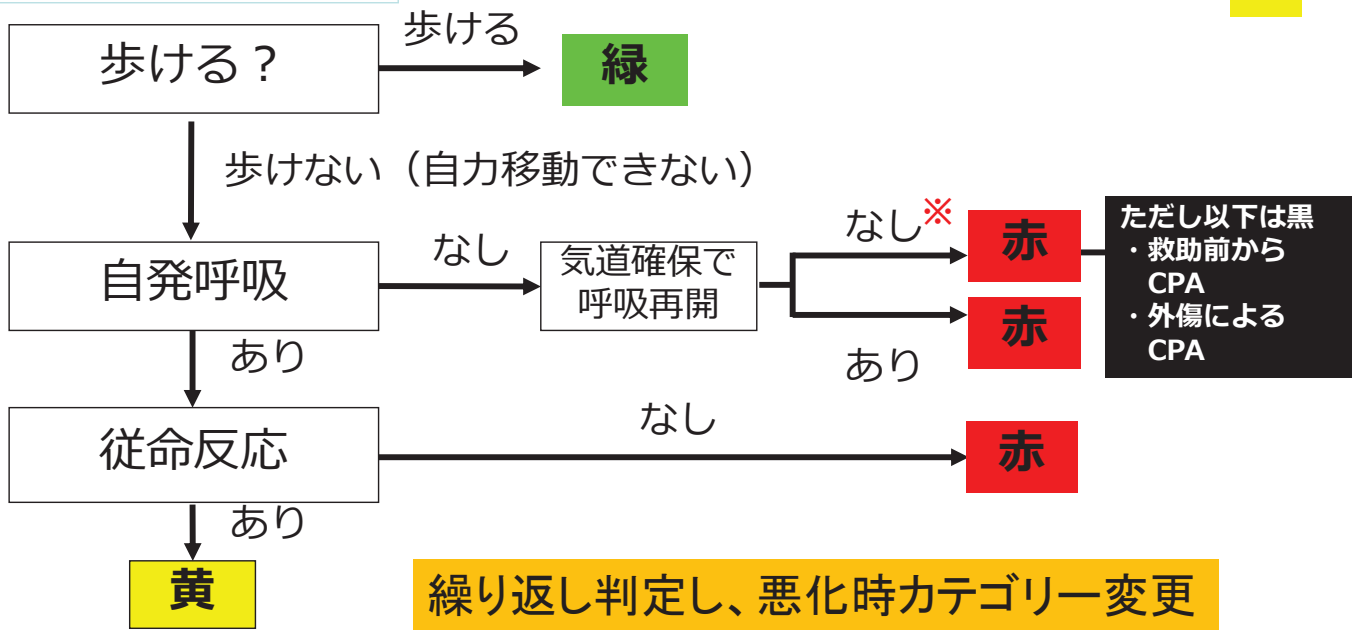 歩ける？
歩ける
緑
歩けない（自力移動できない）
自発呼吸
なし
気道確保で
呼吸再開
なし※
赤
ただし以下は黒
・救助前から
CPA
・外傷による
CPA
あり
赤
あり
従命反応
なし
赤
あり
黄
繰り返し判定し、悪化時カテゴリー変更